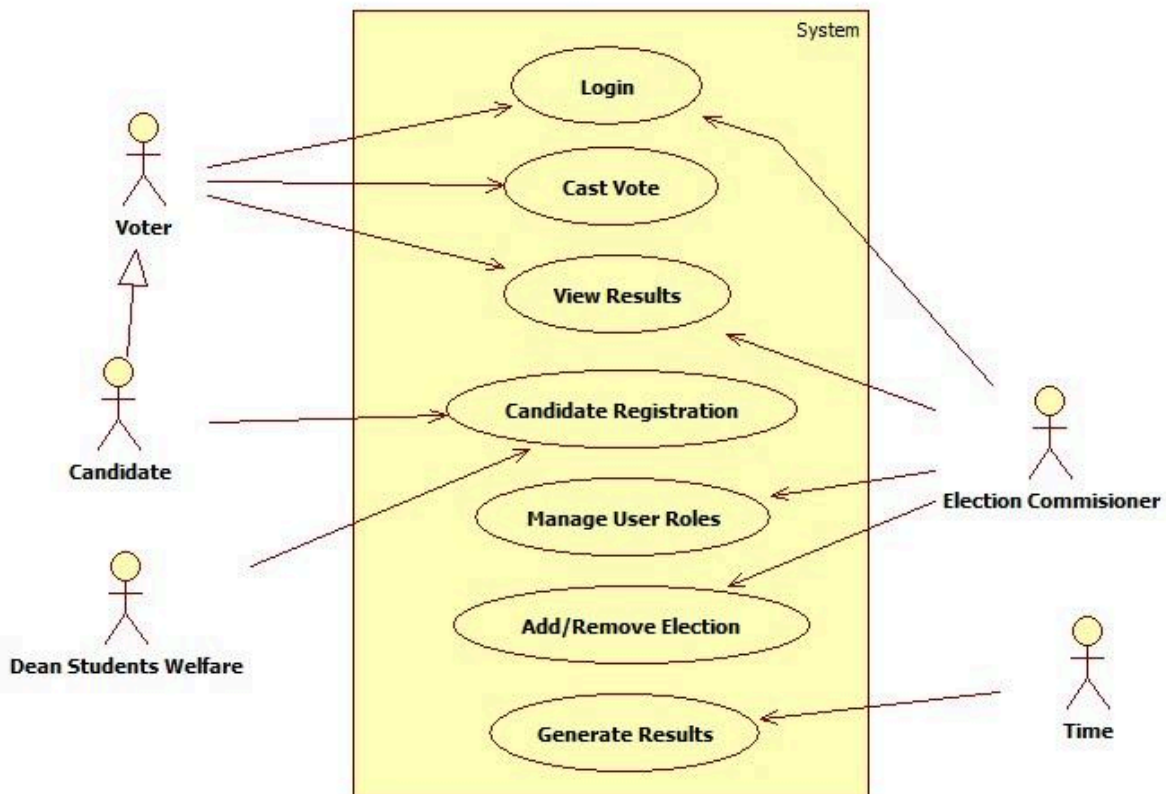 System
Login
Cast Vote
Voter
View Results
Candidate Registration
Candidate
Election Commisioner
Manage User Roles
Add/Remove Election
Dean Students Welfare
Generate Results
Time